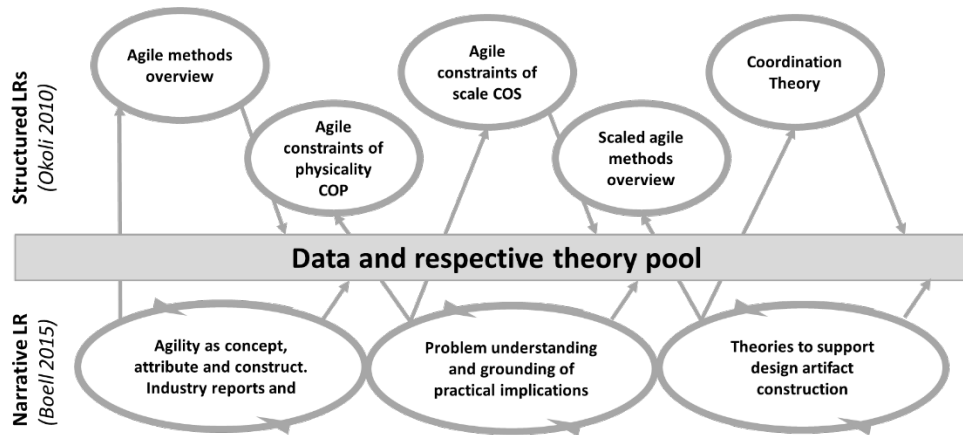 Structured LRs
(Okoli 2010)
Agile methods
overview
Agile
constraints of
physicality
COP
Agile
constraints of
scale COS
Scaled agile
methods
overview
Coordination
Theory
Data and respective theory pool
Narrative LR
(Boell 2015)
Agility as concept,
attribute and construct.
Industry reports and
Problem understanding
and grounding of
practical implications
Theories to support
design artifact
construction